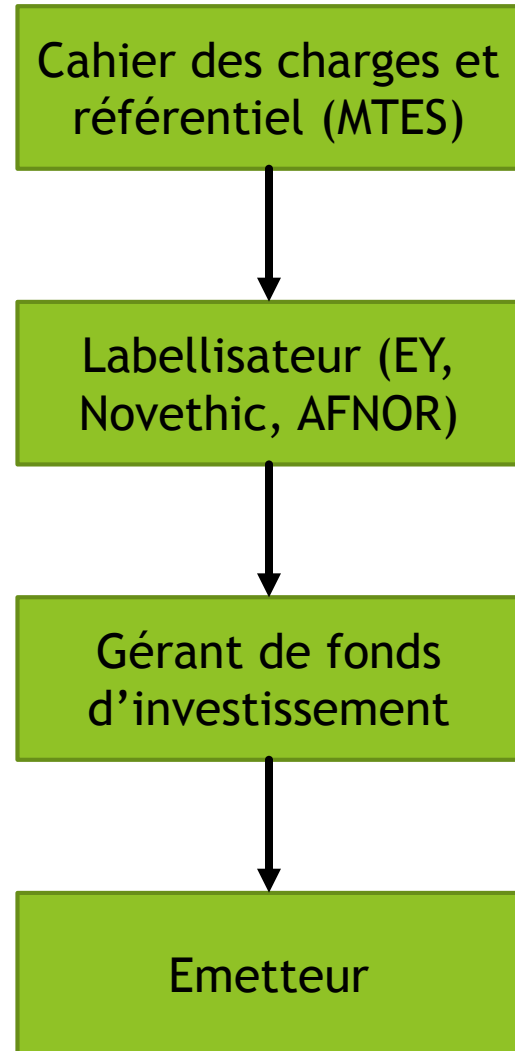 Cahier des charges et
référentiel (MTES)
Labellisateur (EY,
Novethic, AFNOR)
Gérant de fonds
d’investissement
Emetteur